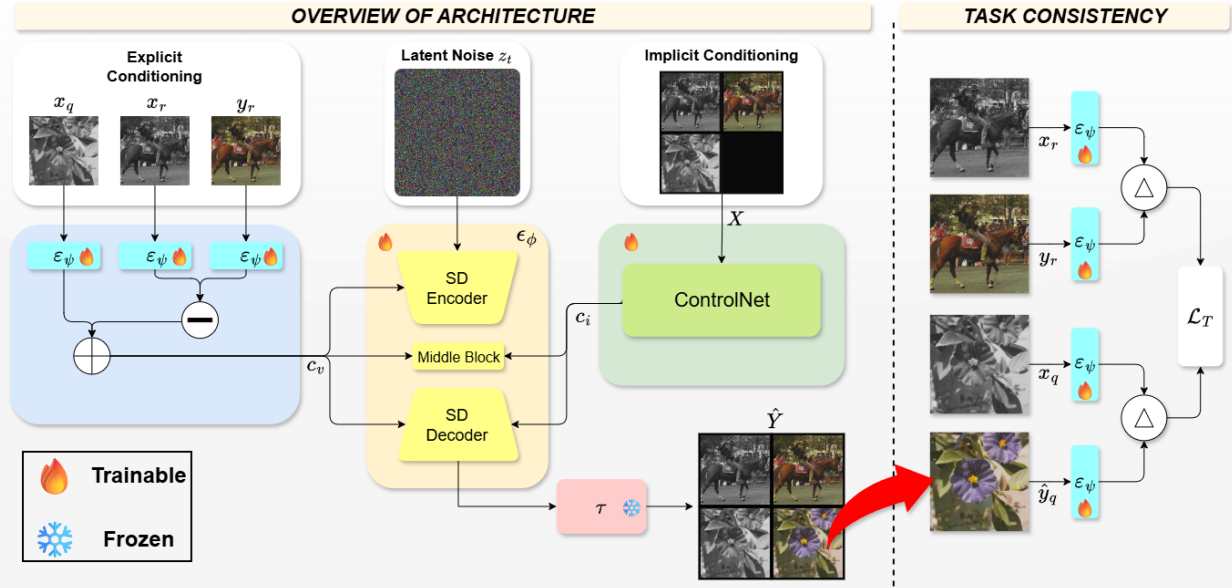 OVERVIEW OF ARCHITECTURE
TASK CONSISTENCY
Explicit
Conditioning
x_q
x_r
y_r
Latent Noise z_t
Implicit Conditioning
ε_ψ
ε_ψ
ε_ψ
c_v
ϵ_ϕ
SD
Encoder
Middle Block
SD
Decoder
X
ControlNet
c_i
τ
Ŷ
Trainable
Frozen
x_r
ε_ψ
△
y_r
ε_ψ
ℒ_T
x_q
ε_ψ
△
ŷ_q
ε_ψ